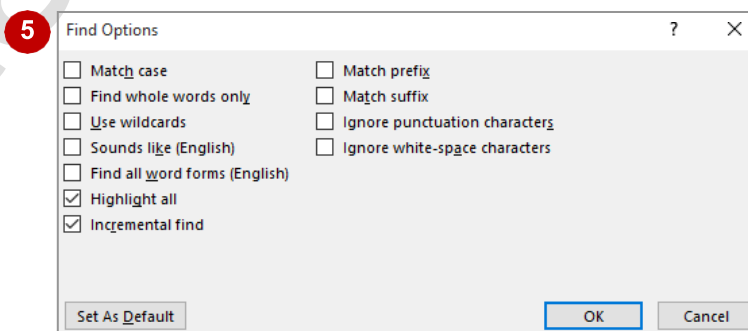 5
Find Options
?
Match case
Find whole words only
Use wildcards
Sounds like (English)
Find all word forms (English)
Highlight all
Incremental find
Match prefix
Match suffix
Ignore punctuation characters
Ignore white-space characters
Set As Default
OK
Cancel